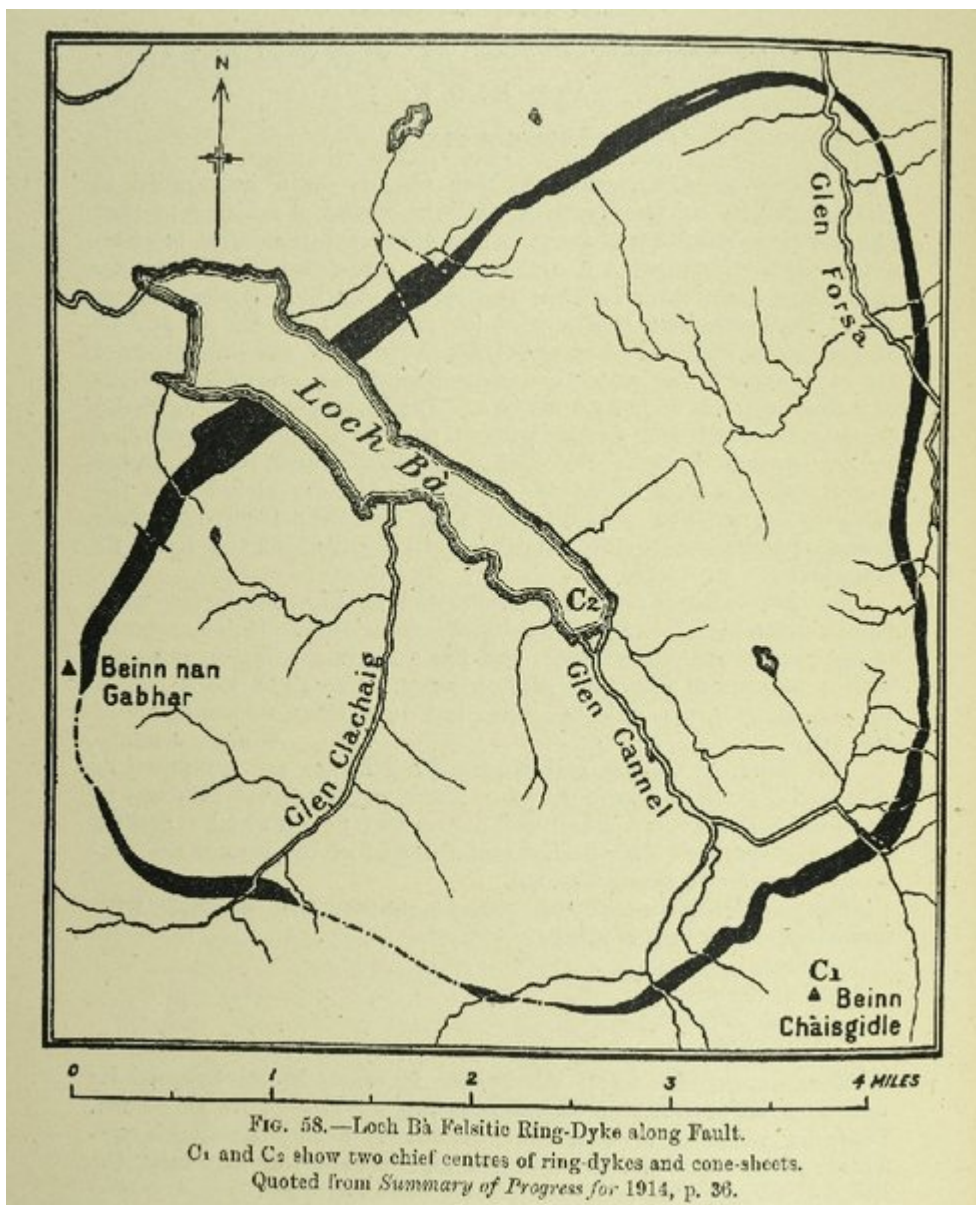 N
Glen Forsa
Loch Bà
C2
Beinn nan
Gabhar
Glen Clachaig
Glen Cannel
C1
Beinn
Chàisgidle
0 1 2 3 4 MILES
FIG. 58.—Loch Bà Felsitic Ring-Dyke along Fault.
C1 and C2 show two chief centres of ring-dykes and cone-sheets.
Quoted from Summary of Progress for 1914, p. 36.